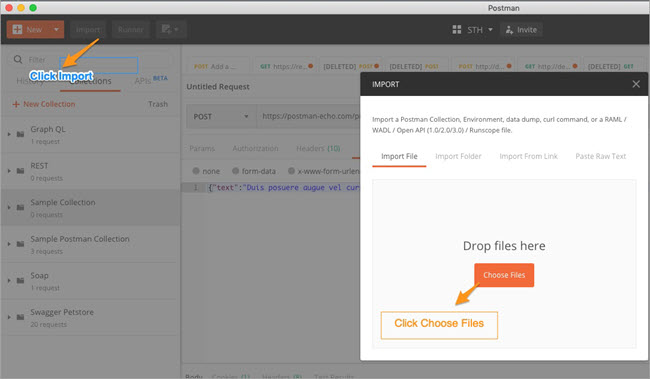 Postman
New
Import
Runner
STH
Invite
Filter
Click Import
History
Collections
APIs
BETA
New Collection
Trash
Graph QL
1 request
REST
0 requests
Sample Collection
0 requests
Sample Postman Collection
3 requests
Soap
1 request
Swagger Petstore
20 requests
POST Add a ...
GET https://re...
[DELETED] POST
POST http://d...
GET http://de...
[DELETED] GET
Untitled Request
POST
https://postman-echo.com/p
Params
Authorization
Headers (10)
none
form-data
x-www-form-urlen
1 {"text":"Duis posuere augue vel cur
Body
Cookies (1)
Headers (8)
Test Results
IMPORT
Import a Postman Collection, Environment, data dump, curl command, or a RAML /
WADL / Open API (1.0/2.0/3.0) / Runscope file.
Import File
Import Folder
Import From Link
Paste Raw Text
Drop files here
Choose Files
Click Choose Files